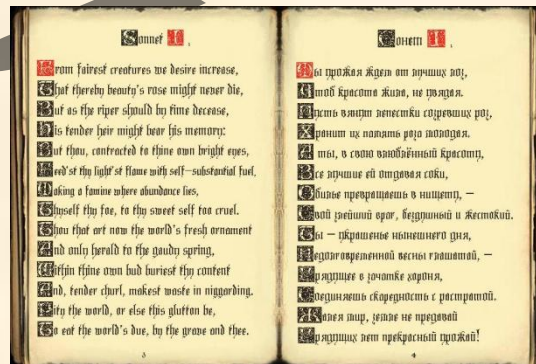 Sonnet 1.
From fairest creatures we desire increase,
That thereby beauty's rose might never die,
But as the riper should by time decease,
His tender heir might bear his memory:
But thou, contracted to thine own bright eyes,
Feed'st thy light'st flame with self-substantial fuel,
Making a famine where abundance lies,
Thyself thy foe, to thy sweet self too cruel.
Thou that art now the world's fresh ornament
And only herald to the gaudy spring,
Within thine own bud buriest thy content
And, tender churl, makest waste in niggarding.
Pity the world, or else this glutton be,
To eat the world's due, by the grave and thee.
3
Сонет 1.
Мы урожая ждем от лучших лоз,
Чтоб красота жила, не увядая.
Пусть вянут лепестки созревших роз,
Хранит их память роза молодая.
А ты, в свою влюблённый красоту,
Все лучшие ей отдавая соки,
Обилье превращаешь в нищету, —
Свой злейший враг, бездушный и жестокий.
Ты — украшенье нынешнего дня,
Недолговременной весны глашатай, —
Грядущее в зачатке хороня,
Соединяешь скаредность с растратой.
Жалея мир, земле не предавай
Грядущих лет прекрасный урожай!
4